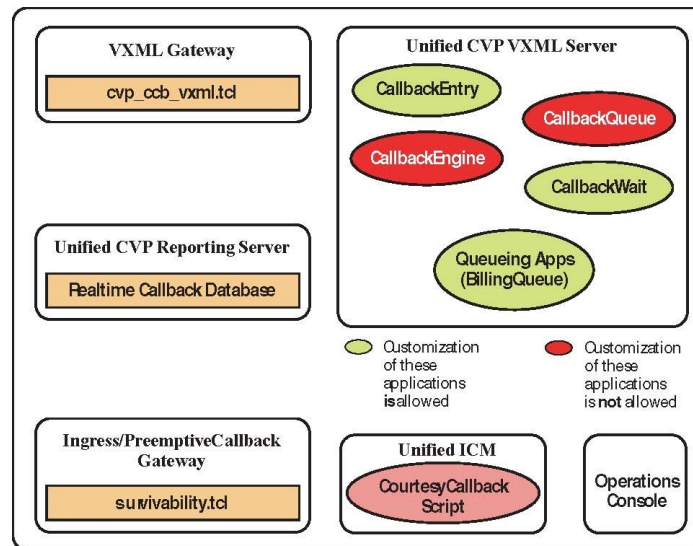 VXML Gateway
cvp_ccb_vxml.tcl
Unified CVP VXML Server
CallbackEntry
CallbackQueue
CallbackEngine
CallbackWait
Queueing Apps
(BillingQueue)
Unified CVP Reporting Server
Realtime Callback Database
Customization
of these
applications
is allowed
Customization
of these
applications
is not allowed
Ingress/PreemptiveCallback
Gateway
survivability.tcl
Unified ICM
CourtesyCallback
Script
Operations
Console